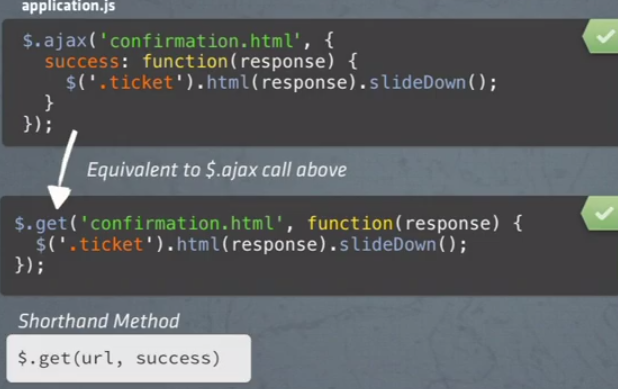 application.js
$.ajax('confirmation.html', {
success: function(response) {
$('.ticket').html(response).slideDown();
}
});
Equivalent to $.ajax call above
$.get('confirmation.html', function(response) {
$('.ticket').html(response).slideDown();
});
Shorthand Method
$.get(url, success)